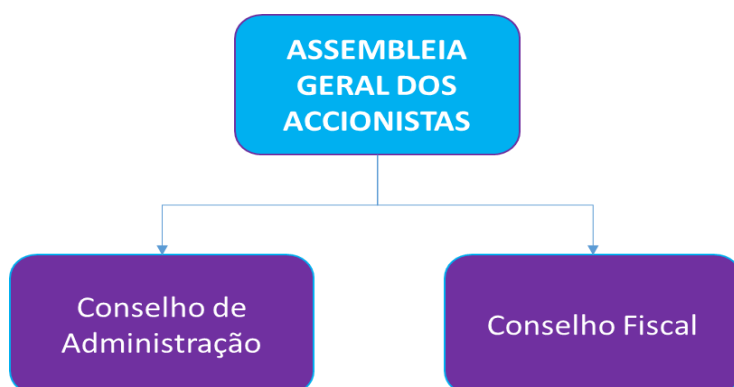 ASSEMBLEIA
GERAL DOS
ACCIONISTAS
Conselho de
Administração
Conselho Fiscal